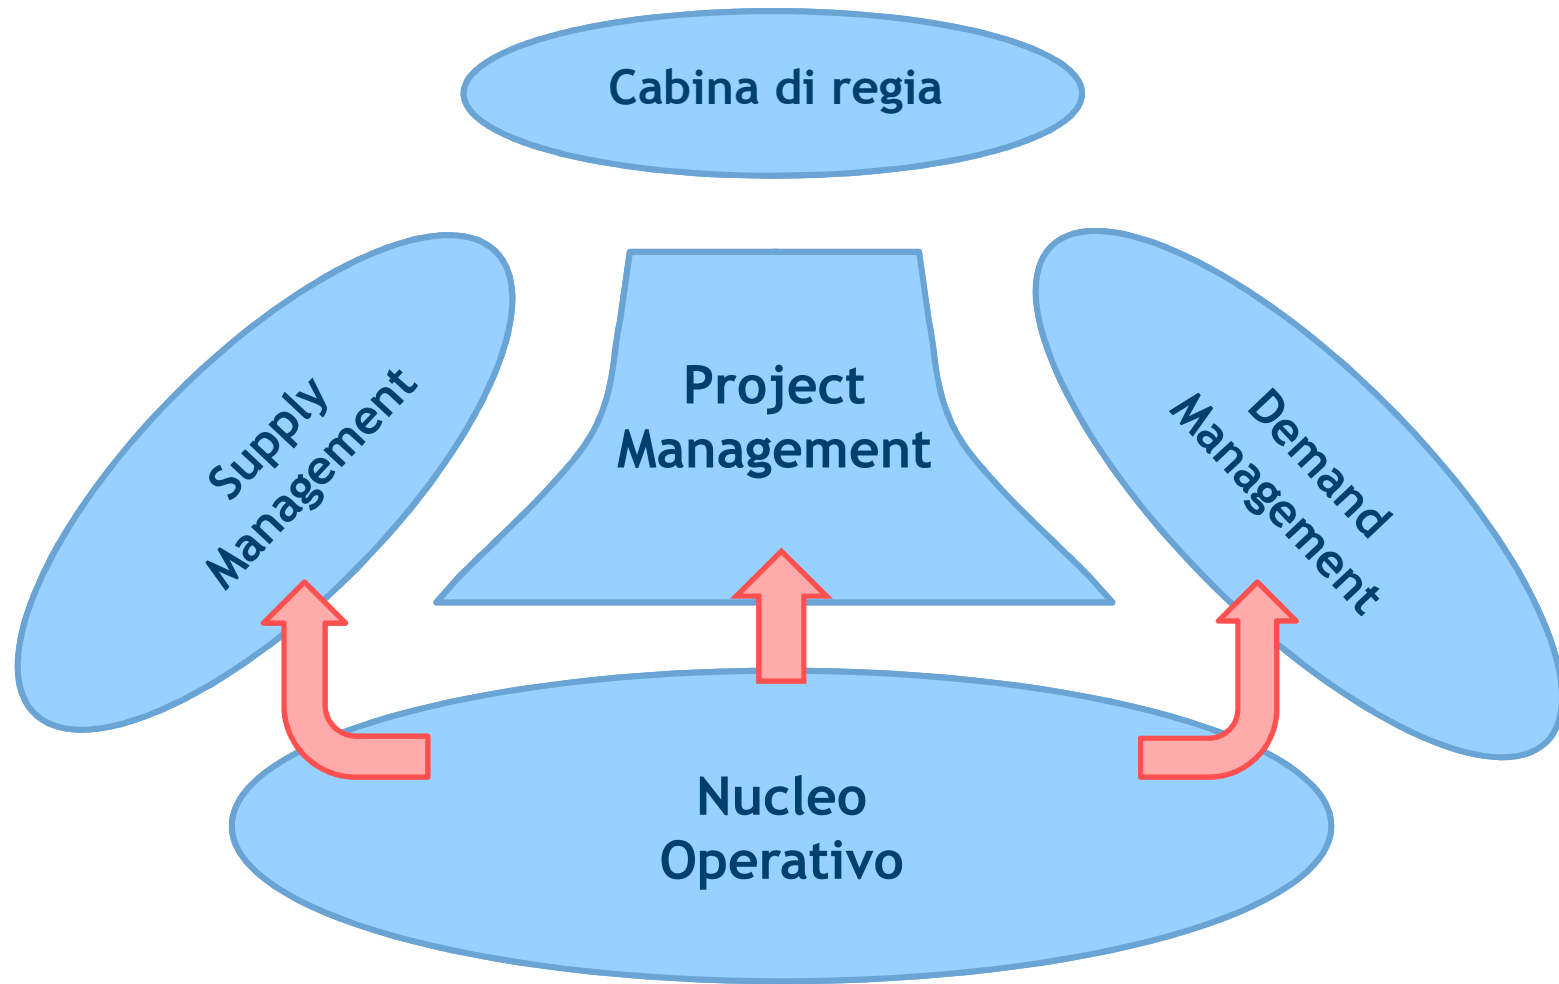 Cabina di regia
Supply
Management
Project
Management
Demand
Management
Nucleo
Operativo